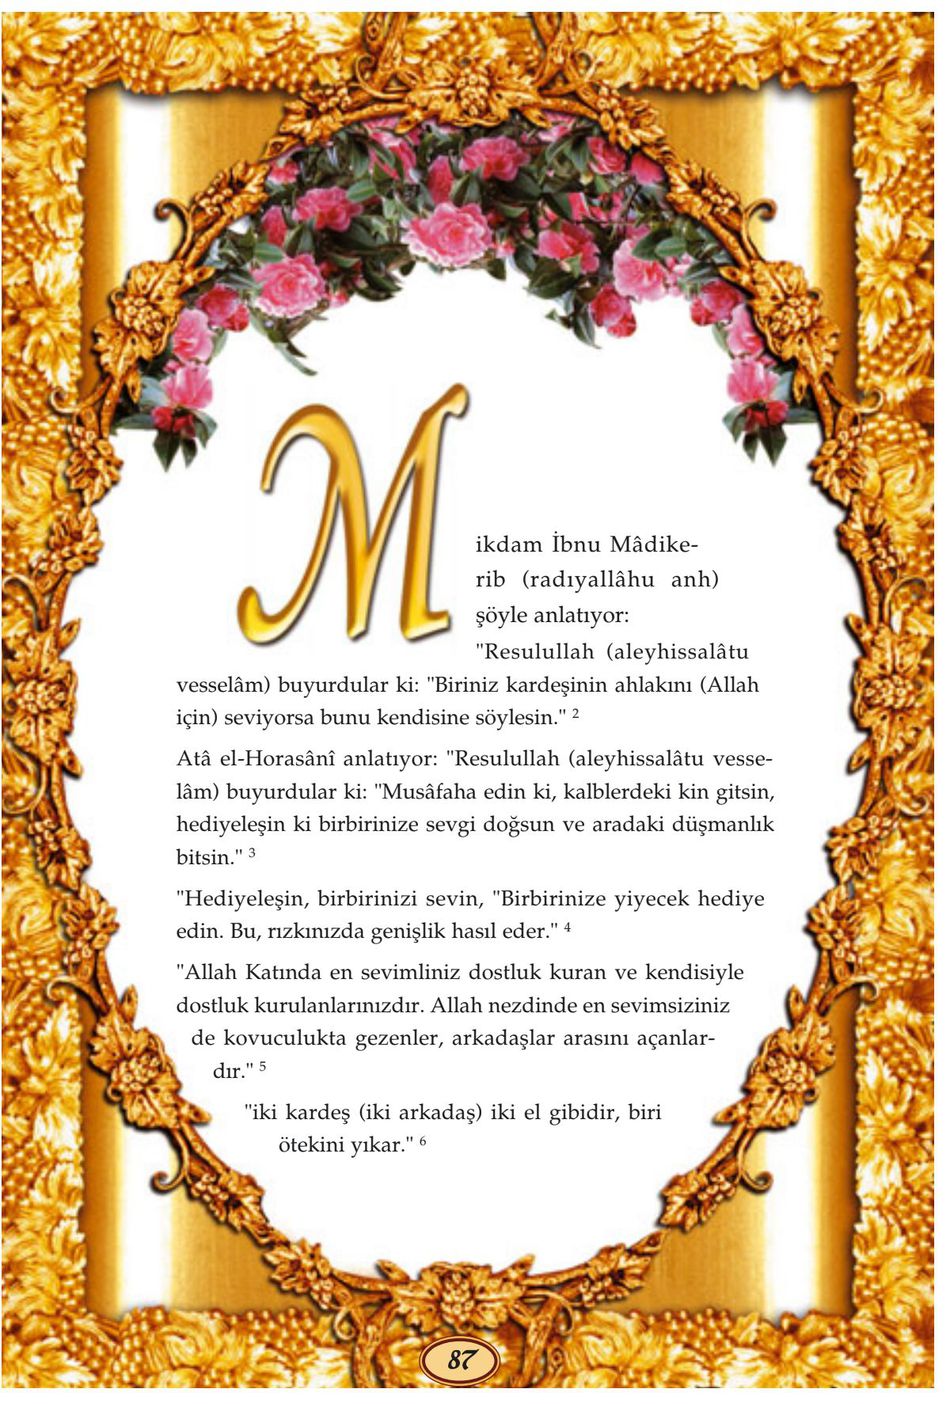 Mikdam İbnu Mâdike-
rib (radıyallâhu anh)
şöyle anlatıyor:
"Resulullah (aleyhissalâtu
vesselâm) buyurdular ki: "Biriniz kardeşinin ahlakını (Allah
için) seviyorsa bunu kendisine söylesin." 2
Atâ el-Horasânî anlatıyor: "Resulullah (aleyhissalâtu vesse-
lâm) buyurdular ki: "Musâfaha edin ki, kalblerdeki kin gitsin,
hediyeleşin ki birbirinize sevgi doğsun ve aradaki düşmanlık
bitsin." 3
"Hediyeleşin, birbirinizi sevin, "Birbirinize yiyecek hediye
edin. Bu, rızkınızda genişlik hasıl eder." 4
"Allah Katında en sevimliniz dostluk kuran ve kendisiyle
dostluk kurulanlarınızdır. Allah nezdinde en sevimsiziniz
de kovuculukta gezenler, arkadaşlar arasını açanlar-
dır." 5
"iki kardeş (iki arkadaş) iki el gibidir, biri
ötekini yıkar." 6
87